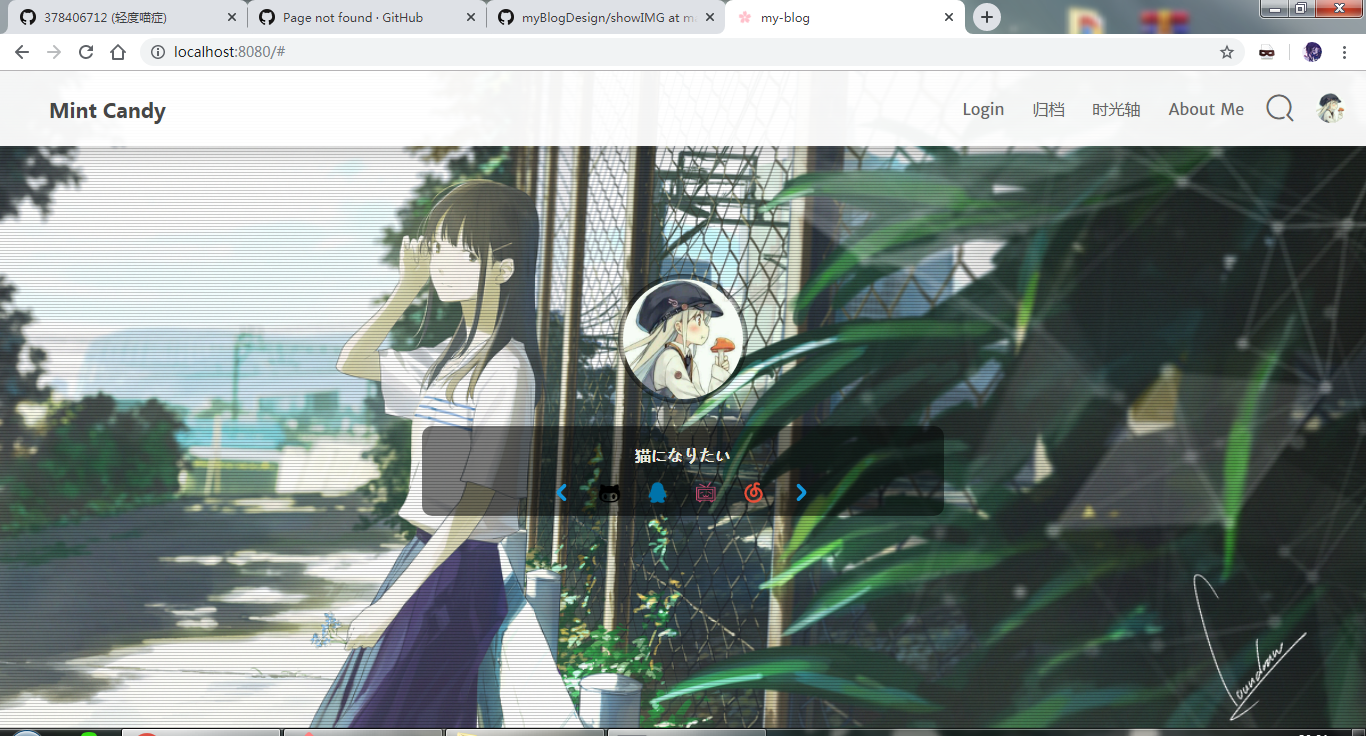 378406712 (轻度喵症)
Page not found · GitHub
myBlogDesign/showIMG at ma
my-blog
localhost:8080/#
Mint Candy
Login
归档
时光轴
About Me
猫になりたい